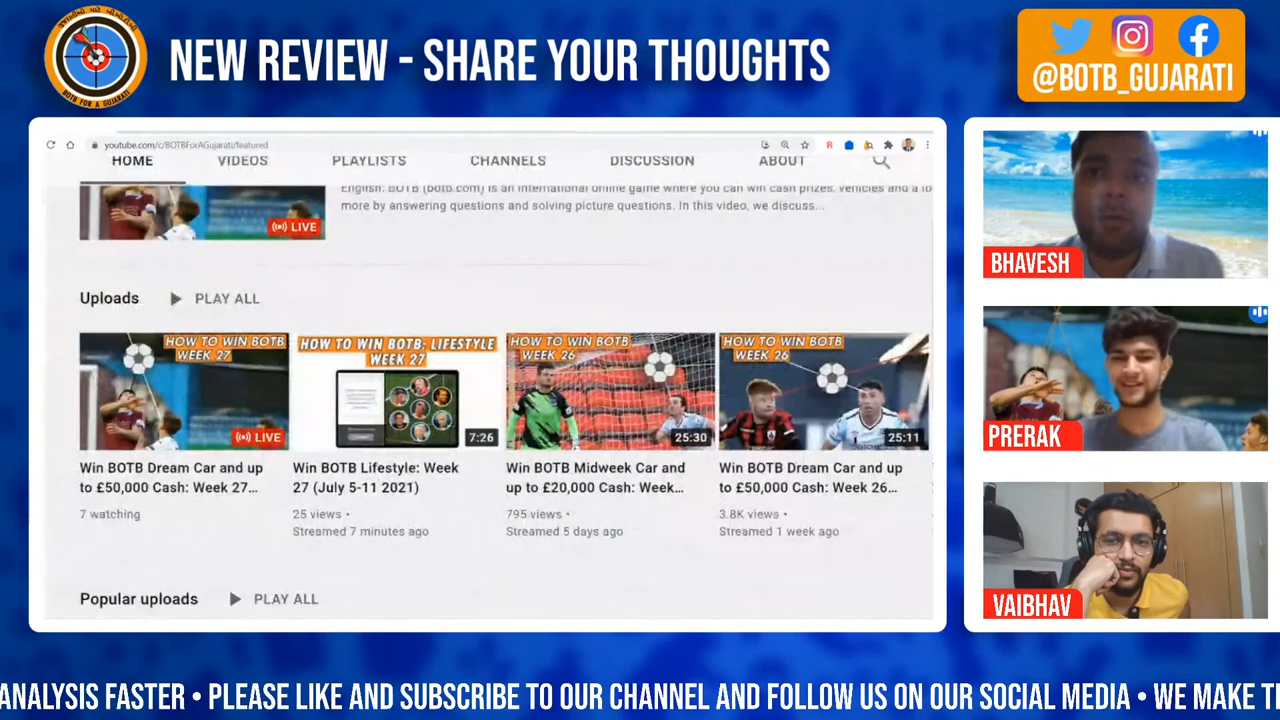 NEW REVIEW - SHARE YOUR THOUGHTS
@BOTB_GUJARATI
BOTB FOR A GUJARATI
youtube.com/c/BOTBForAGujarati/featured
HOME VIDEOS PLAYLISTS CHANNELS DISCUSSION ABOUT
English: BOTB (botb.com) is an international online game where you can win cash prizes, vehicles and a lo
more by answering questions and solving picture questions. In this video, we discuss...
LIVE
Uploads PLAY ALL
HOW TO WIN BOTB
WEEK 27
LIVE
Win BOTB Dream Car and up
to £50,000 Cash: Week 27...
7 watching
HOW TO WIN BOTB: LIFESTYLE
WEEK 27
7:26
Win BOTB Lifestyle: Week
27 (July 5-11 2021)
25 views •
Streamed 7 minutes ago
HOW TO WIN BOTB
WEEK 26
25:30
Win BOTB Midweek Car and
up to £20,000 Cash: Week...
795 views •
Streamed 5 days ago
HOW TO WIN BOTB
WEEK 26
25:11
Win BOTB Dream Car and up
to £50,000 Cash: Week 26...
3.8K views •
Streamed 1 week ago
Popular uploads PLAY ALL
BHAVESH
PRERAK
VAIBHAV
ANALYSIS FASTER • PLEASE LIKE AND SUBSCRIBE TO OUR CHANNEL AND FOLLOW US ON OUR SOCIAL MEDIA • WE MAKE